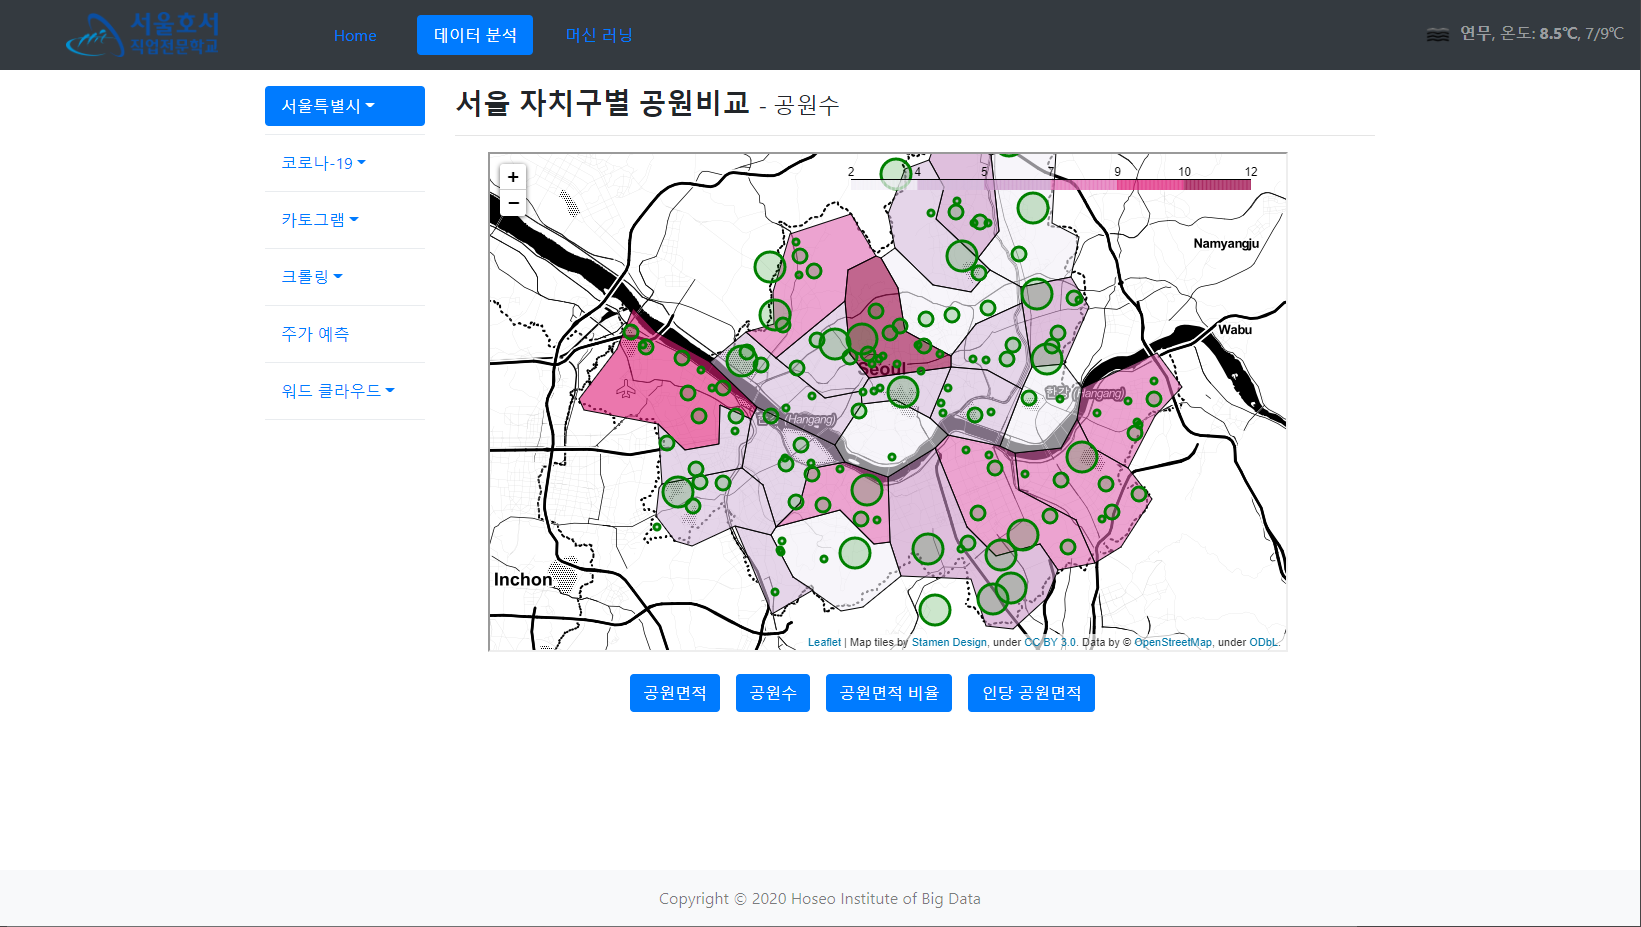 서울호서
직업전문학교
Home
데이터 분석
머신 러닝
연무, 온도: 8.5℃, 7/9℃
서울특별시
코로나-19
카토그램
크롤링
주가 예측
워드 클라우드
서울 자치구별 공원비교 - 공원수
+
−
2 4 5 7 9 10 12
Namyangju
Wabu
Seoul
한강 (Hangang)
(Hangang)
Inchon
Leaflet | Map tiles by Stamen Design, under CC BY 3.0. Data by © OpenStreetMap, under ODbL.
공원면적
공원수
공원면적 비율
인당 공원면적
Copyright © 2020 Hoseo Institute of Big Data